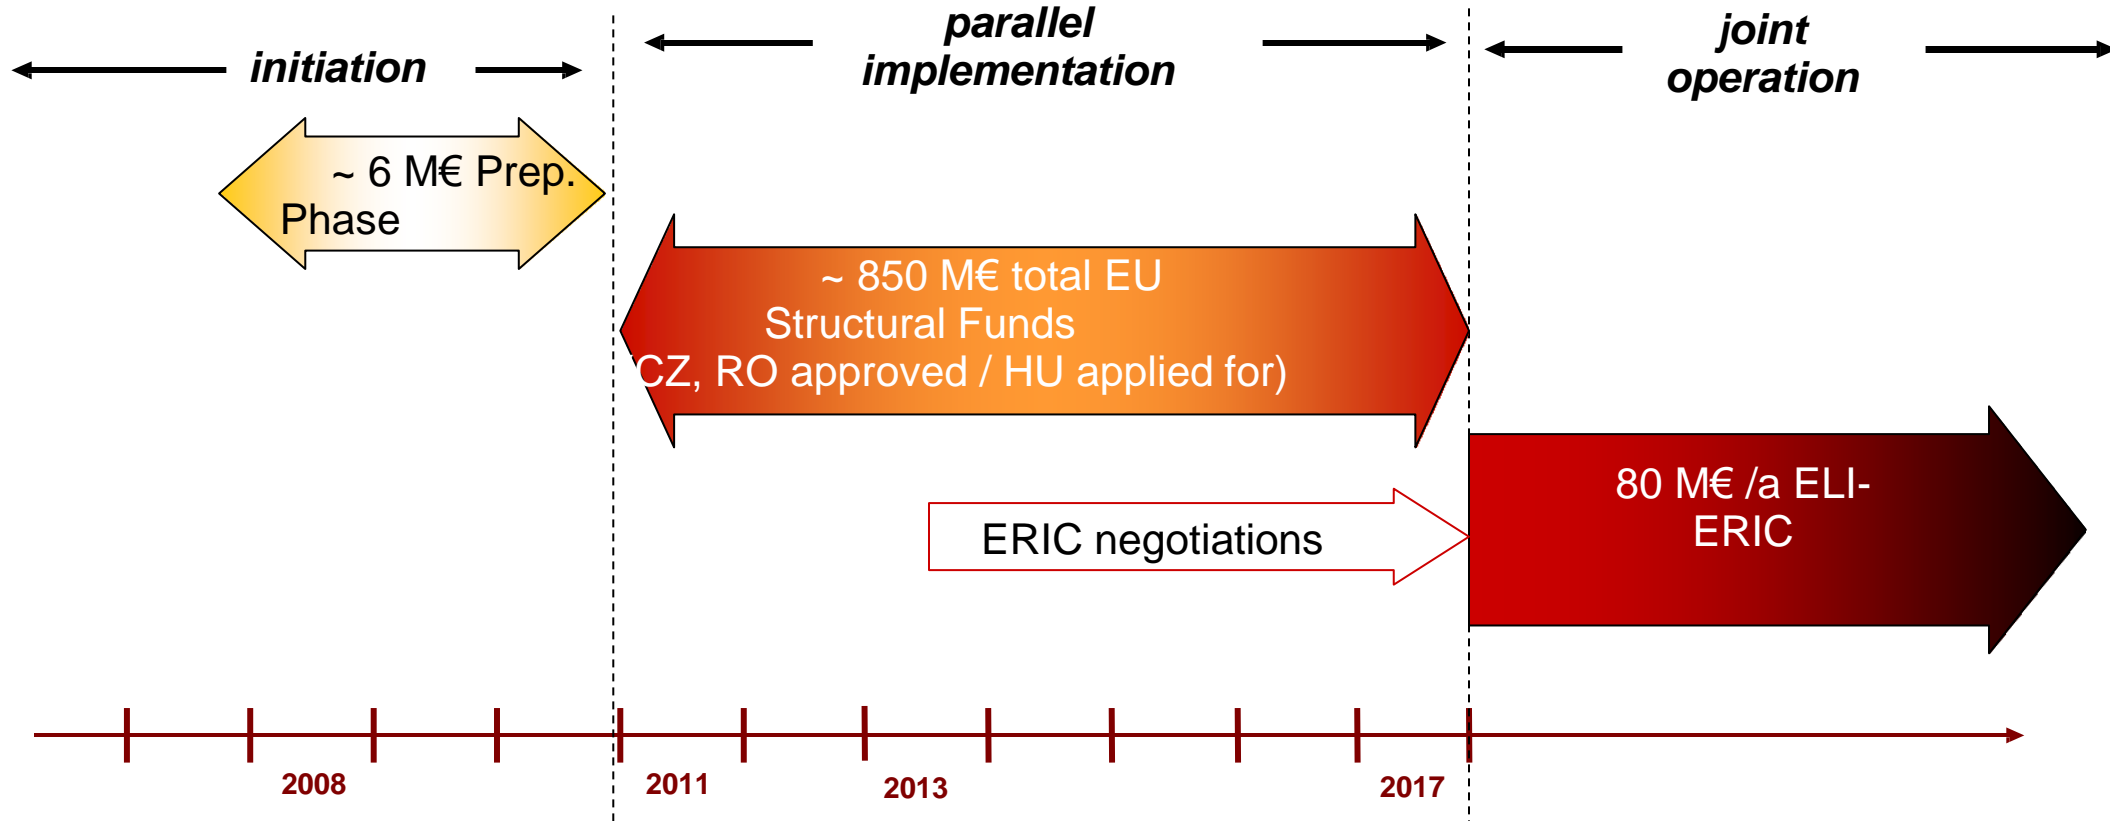 initiation
parallel
implementation
joint
operation
~ 6 M€ Prep.
Phase
~ 850 M€ total EU
Structural Funds
CZ, RO approved / HU applied for)
80 M€ /a ELI-
ERIC
ERIC negotiations
2008
2011
2013
2017